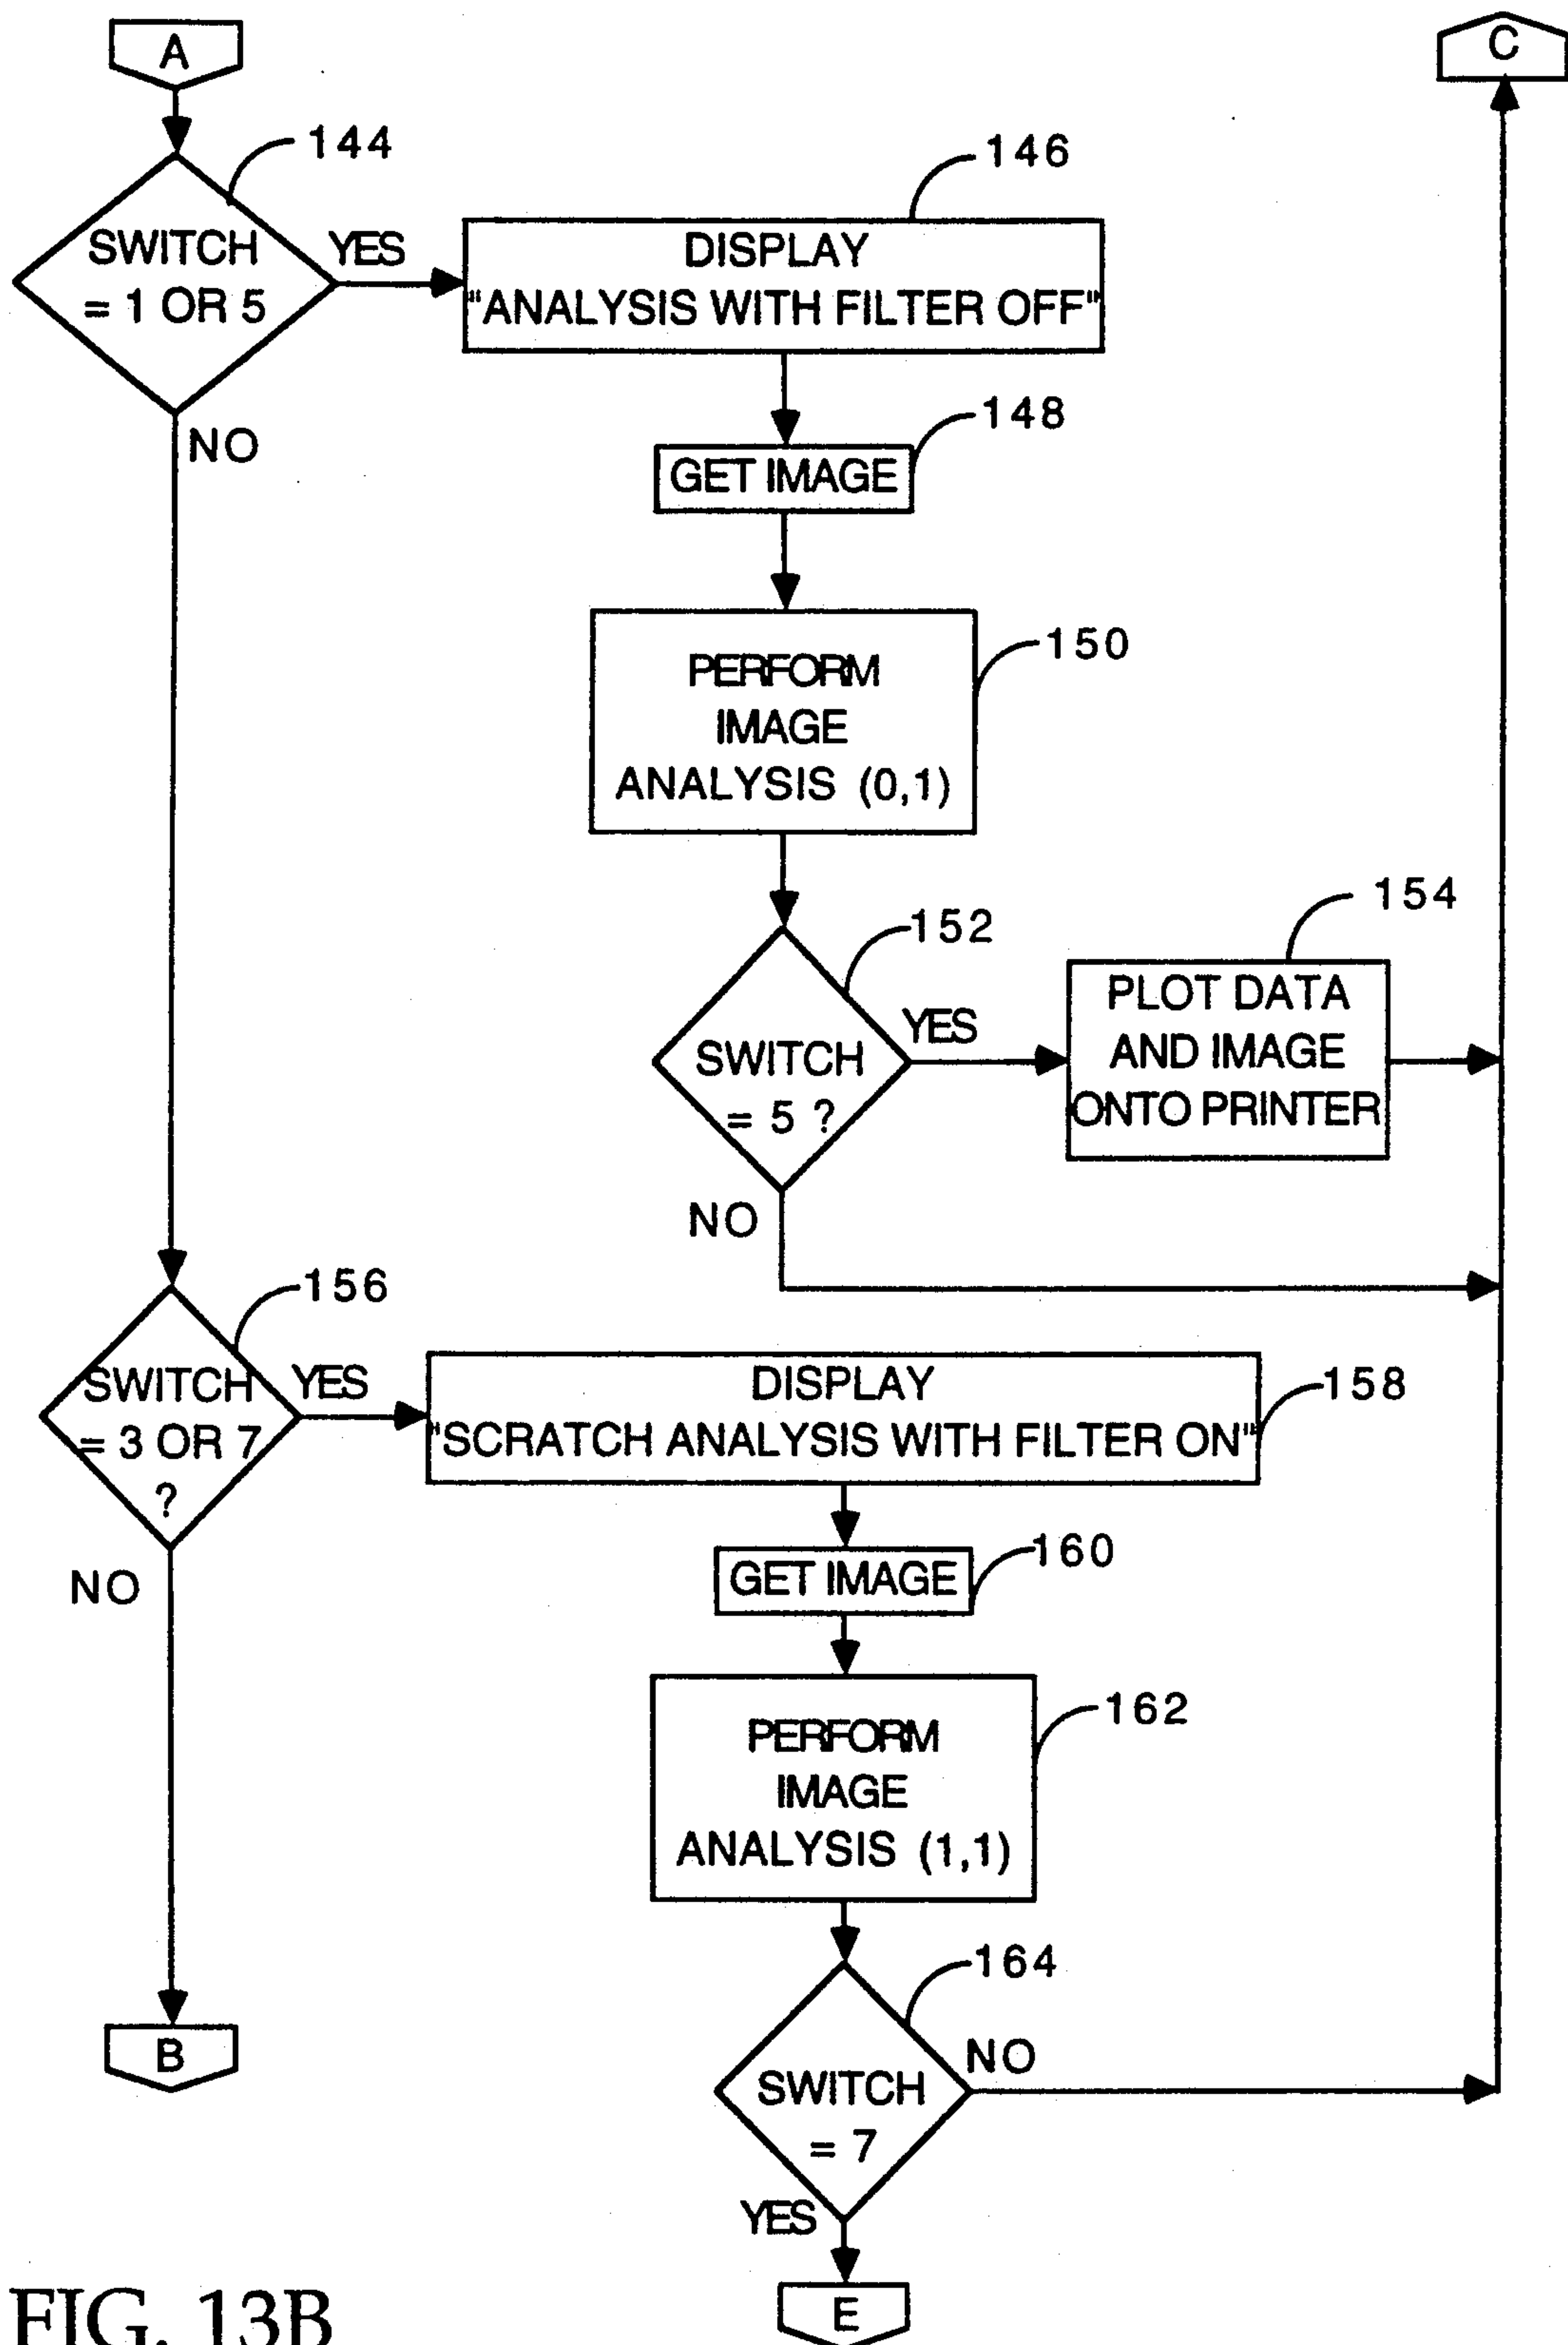 A
C
144
SWITCH
= 1 OR 5
YES
NO
146
DISPLAY
"ANALYSIS WITH FILTER OFF"
148
GET IMAGE
150
PERFORM
IMAGE
ANALYSIS (0,1)
152
SWITCH
= 5 ?
YES
NO
154
PLOT DATA
AND IMAGE
ONTO PRINTER
156
SWITCH
= 3 OR 7
?
YES
NO
158
DISPLAY
"SCRATCH ANALYSIS WITH FILTER ON"
160
GET IMAGE
162
PERFORM
IMAGE
ANALYSIS (1,1)
164
SWITCH
= 7
NO
YES
B
E
FIG. 13B